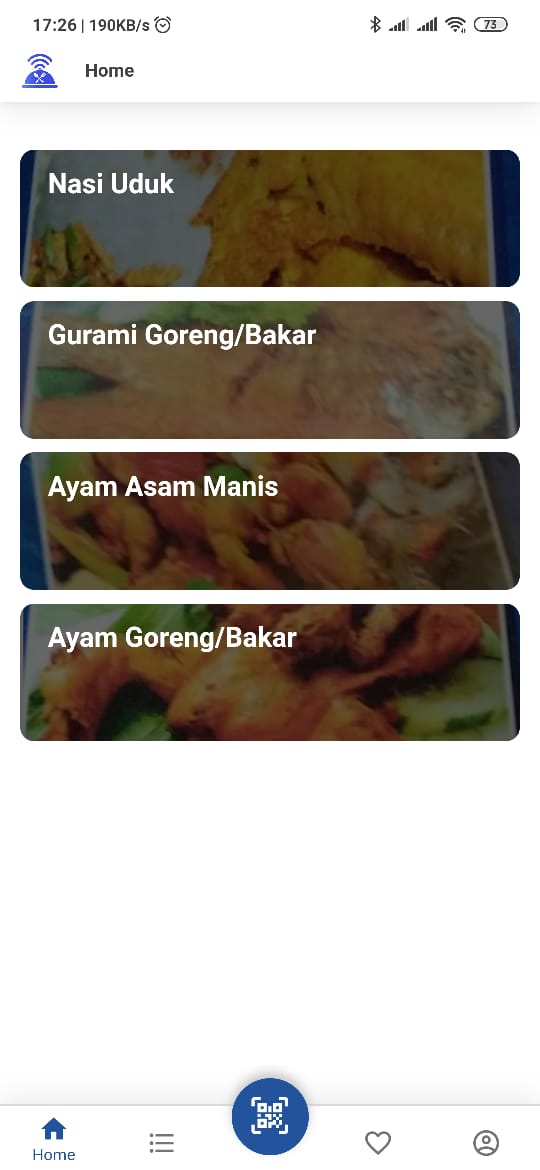 17:26 | 190KB/s
73
Home
Nasi Uduk
Gurami Goreng/Bakar
Ayam Asam Manis
Ayam Goreng/Bakar
Home